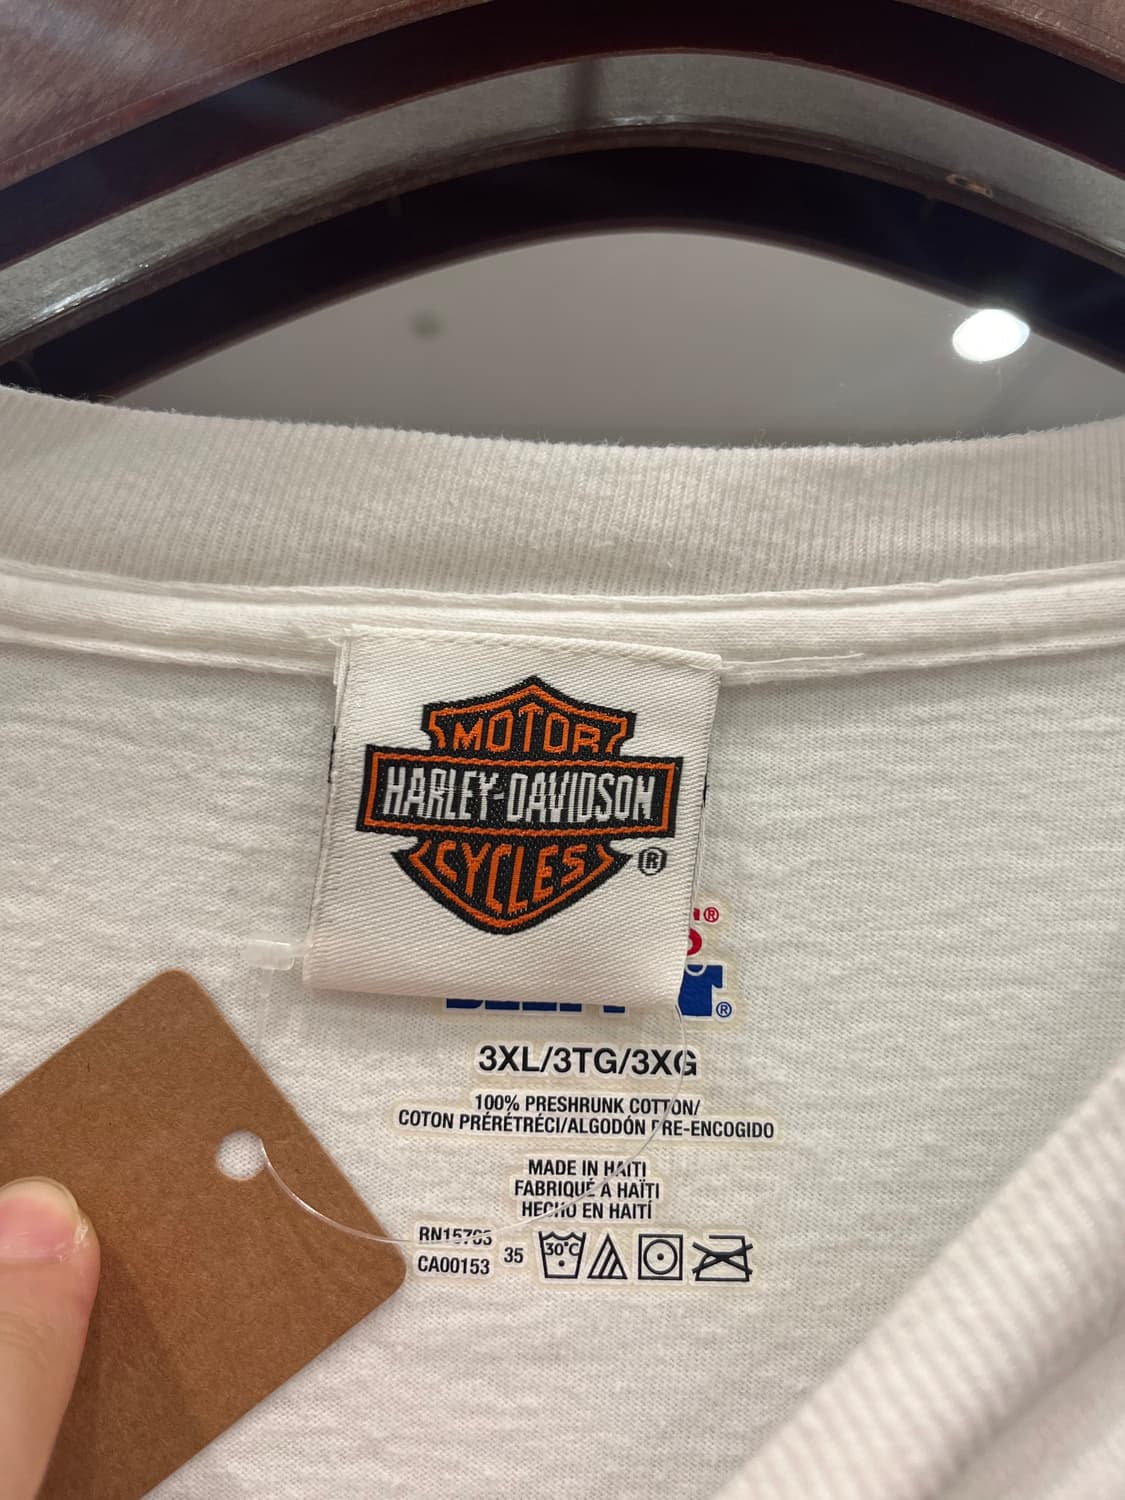 MOTOR
HARLEY-DAVIDSON
CYCLES
®
®
®
3XL/3TG/3XG
100% PRESHRUNK COTTON/
COTON PRÉRÉTRÉCI/ALGODÓN PRE-ENCOGIDO
MADE IN HAITI
FABRIQUÉ A HAÏTI
HECHO EN HAITÍ
CA00153
35
30°C